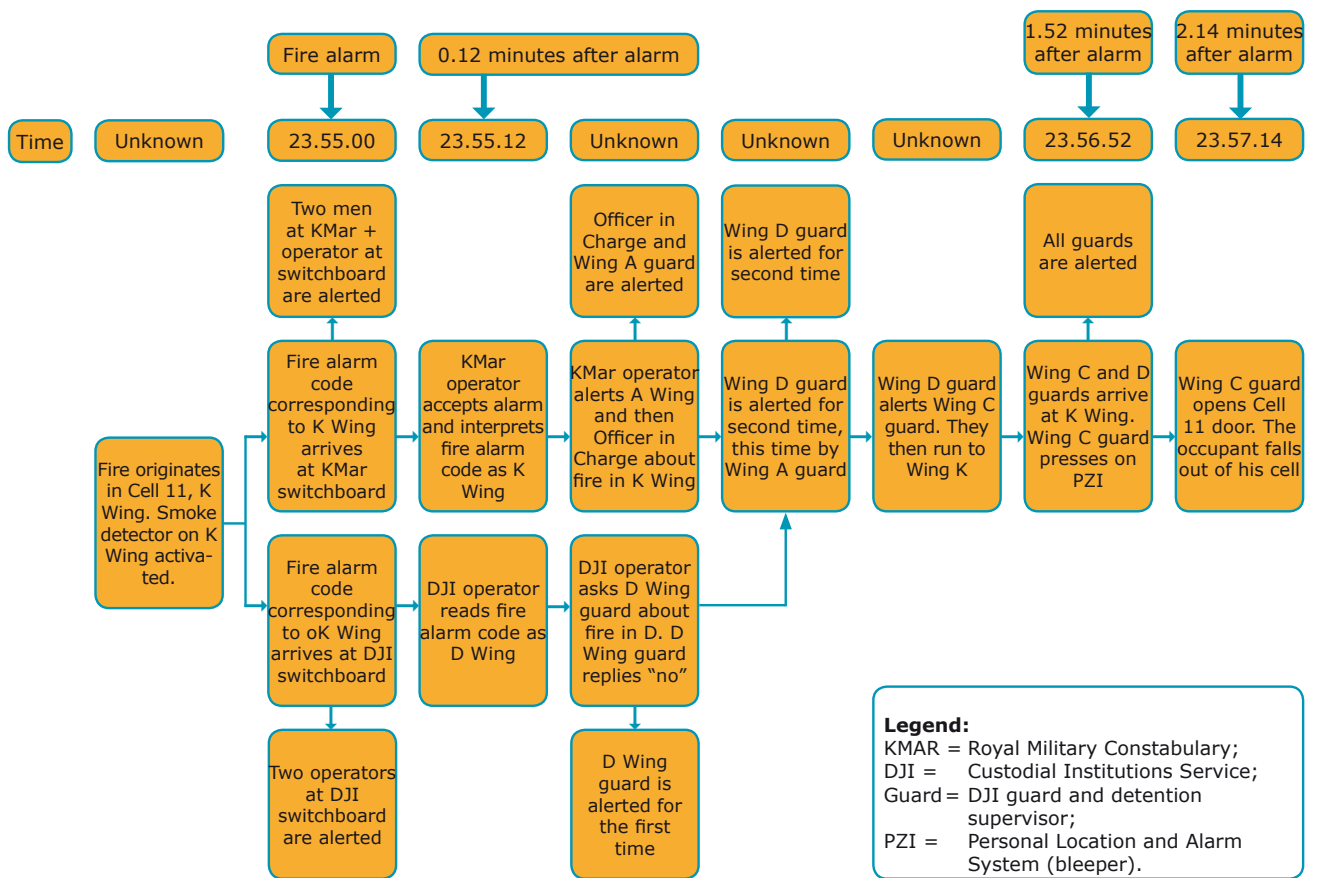 Fire alarm
0.12 minutes after alarm
1.52 minutes
after alarm
2.14 minutes
after alarm
Time
Unknown
23.55.00
23.55.12
Unknown
Unknown
Unknown
23.56.52
23.57.14
Two men
at KMar +
operator at
switchboard
are alerted
Officer in
Charge and
Wing A guard
are alerted
Wing D guard
is alerted for
second time
All guards
are alerted
Fire originates
in Cell 11, K
Wing. Smoke
detector on K
Wing activa-
ted.
Fire alarm
code
corresponding
to K Wing
arrives
at KMar
switchboard
KMar
operator
accepts alarm
and interprets
fire alarm
code as K
Wing
KMar operator
alerts A Wing
and then
Officer in
Charge about
fire in K Wing
Wing D guard
is alerted for
second time,
this time by
Wing A guard
Wing D guard
alerts Wing C
guard. They
then run to
Wing K
Wing C and D
guards arrive
at K Wing.
Wing C guard
presses on
PZI
Wing C guard
opens Cell
11 door. The
occupant falls
out of his cell
Fire alarm
code
corresponding
to oK Wing
arrives at DJI
switchboard
DJI operator
reads fire
alarm code as
D Wing
DJI operator
asks D Wing
guard about
fire in D. D
Wing guard
replies “no”
Two operators
at DJI
switchboard
are alerted
D Wing
guard is
alerted for
the first
time
Legend:
KMAR = Royal Military Constabulary;
DJI = Custodial Institutions Service;
Guard = DJI guard and detention
supervisor;
PZI = Personal Location and Alarm
System (bleeper).